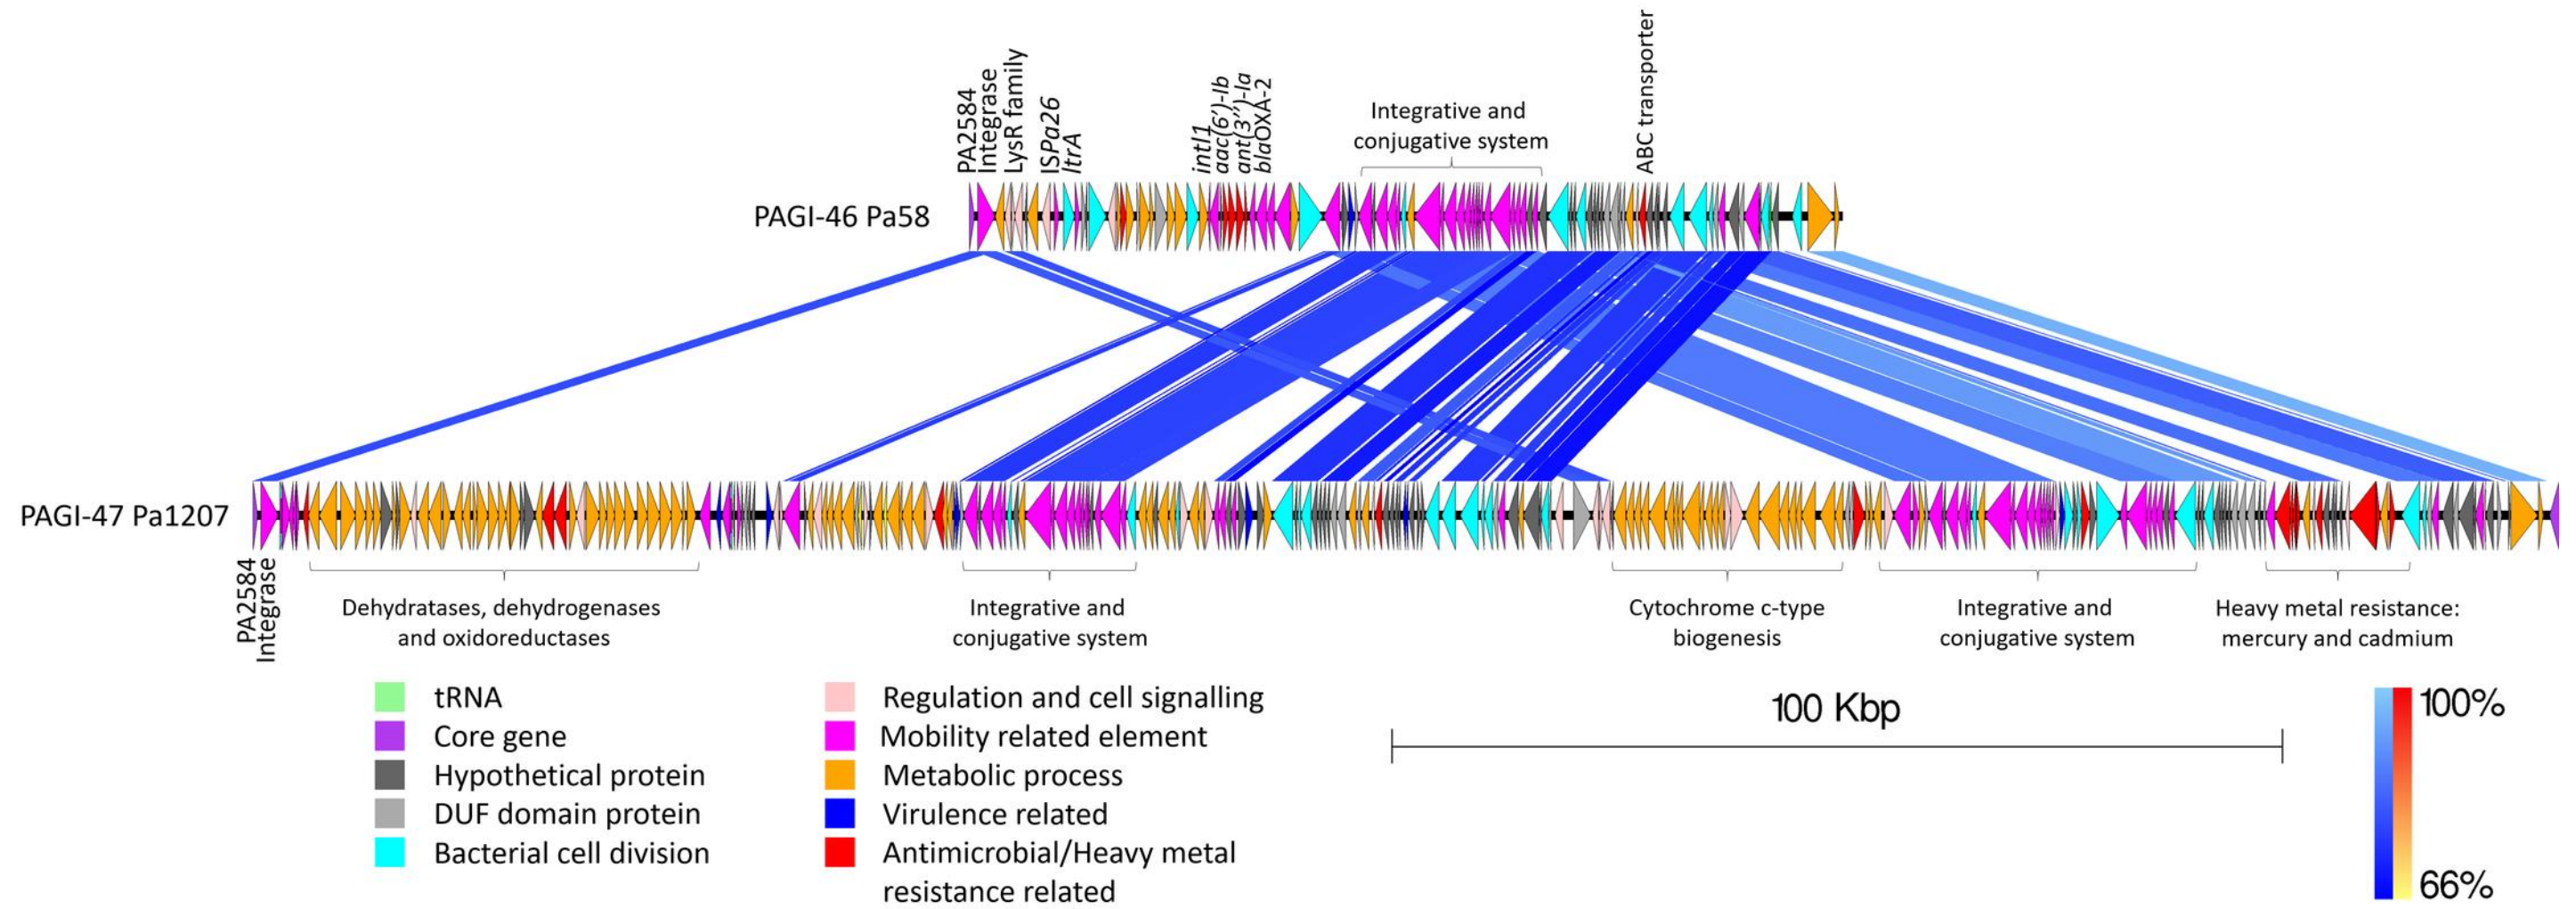 PA2584
Integrase
LysR family
ISPa26
ltrA
intI1
aac(6’)-Ib
ant(3’’)-Ia
blaOXA-2
Integrative and
conjugative system
ABC transporter
PAGI-46 Pa58
PAGI-47 Pa1207
PA2584
Integrase
Dehydratases, dehydrogenases
and oxidoreductases
Integrative and
conjugative system
Cytochrome c-type
biogenesis
Integrative and
conjugative system
Heavy metal resistance:
mercury and cadmium
tRNA
Core gene
Hypothetical protein
DUF domain protein
Bacterial cell division
Regulation and cell signalling
Mobility related element
Metabolic process
Virulence related
Antimicrobial/Heavy metal
resistance related
100 Kbp
100%
66%